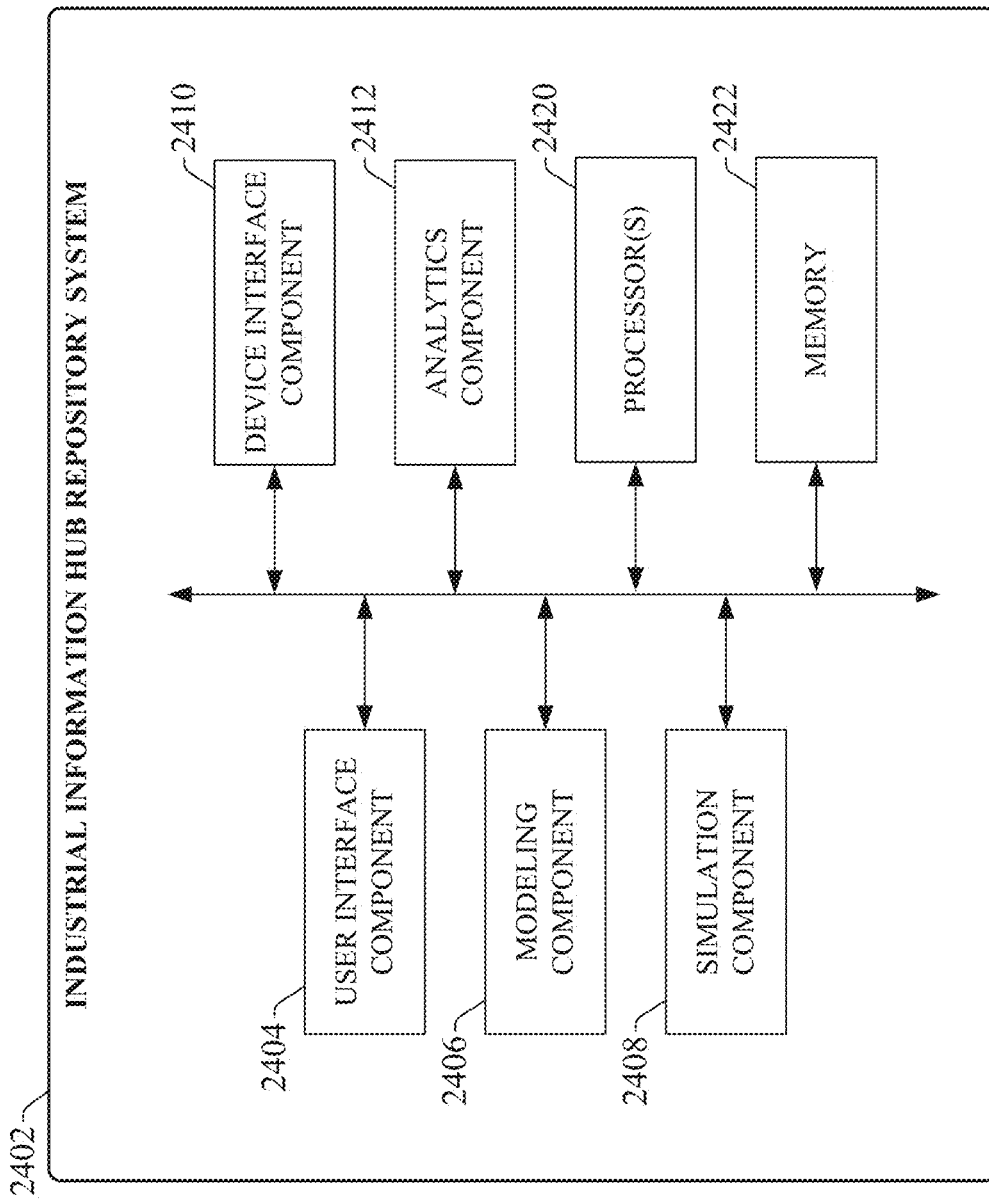 2402
INDUSTRIAL INFORMATION HUB REPOSITORY SYSTEM
2404
USER INTERFACE
COMPONENT
2406
MODELING
COMPONENT
2408
SIMULATION
COMPONENT
2410
DEVICE INTERFACE
COMPONENT
2412
ANALYTICS
COMPONENT
2420
PROCESSOR(S)
2422
MEMORY